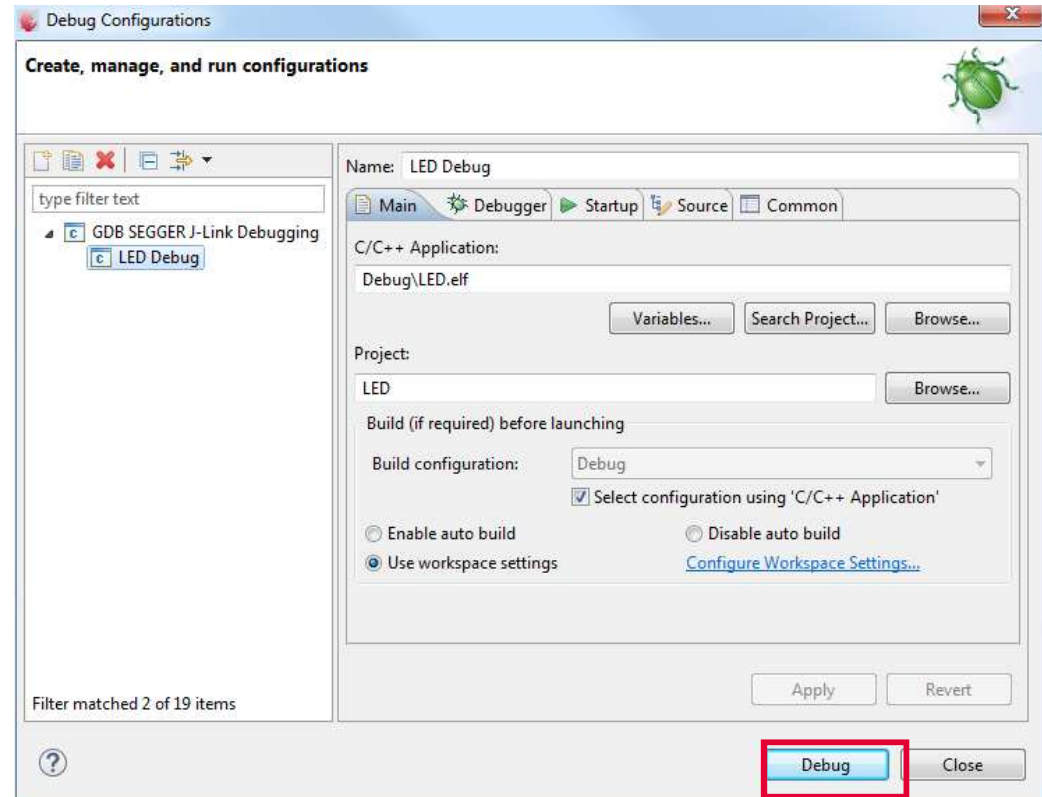 Debug Configurations
Create, manage, and run configurations
type filter text
GDB SEGGER J-Link Debugging
LED Debug
Filter matched 2 of 19 items
Name: LED Debug
Main Debugger Startup Source Common
C/C++ Application:
Debug\LED.elf
Variables... Search Project... Browse...
Project:
LED Browse...
Build (if required) before launching
Build configuration: Debug
Select configuration using 'C/C++ Application'
Enable auto build Disable auto build
Use workspace settings Configure Workspace Settings...
Apply Revert
Debug Close